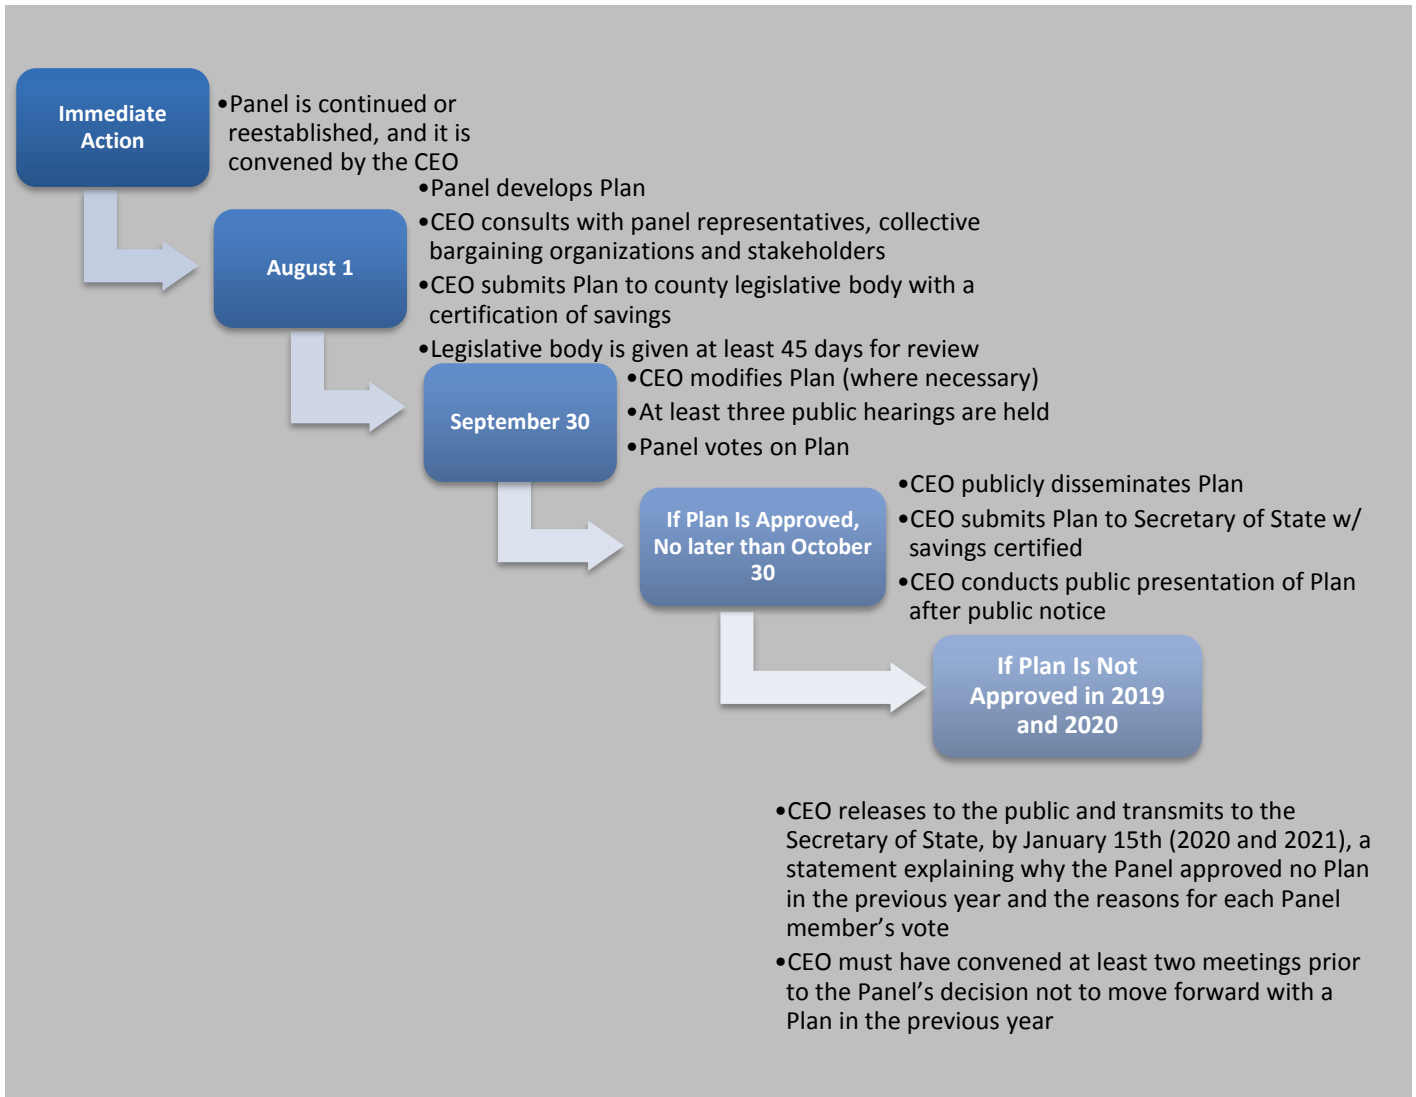 Immediate
Action
•Panel is continued or
reestablished, and it is
convened by the CEO
August 1
•Panel develops Plan
•CEO consults with panel representatives, collective
bargaining organizations and stakeholders
•CEO submits Plan to county legislative body with a
certification of savings
•Legislative body is given at least 45 days for review
September 30
•CEO modifies Plan (where necessary)
•At least three public hearings are held
•Panel votes on Plan
If Plan Is Approved,
No later than October
30
•CEO publicly disseminates Plan
•CEO submits Plan to Secretary of State w/
savings certified
•CEO conducts public presentation of Plan
after public notice
If Plan Is Not
Approved in 2019
and 2020
•CEO releases to the public and transmits to the
Secretary of State, by January 15th (2020 and 2021), a
statement explaining why the Panel approved no Plan
in the previous year and the reasons for each Panel
member’s vote
•CEO must have convened at least two meetings prior
to the Panel’s decision not to move forward with a
Plan in the previous year